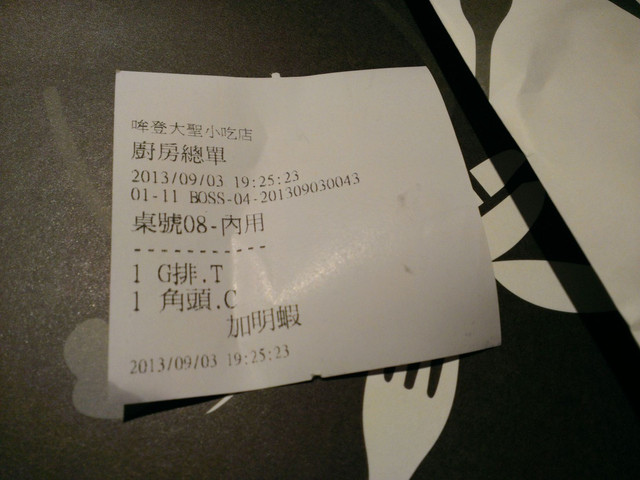 哞登大聖小吃店
廚房總單
2013/09/03 19:25:23
01-11 BOSS-04-201309030043
桌號08-內用
------------
1 G排.T
1 角頭.C
加明蝦
2013/09/03 19:25:23